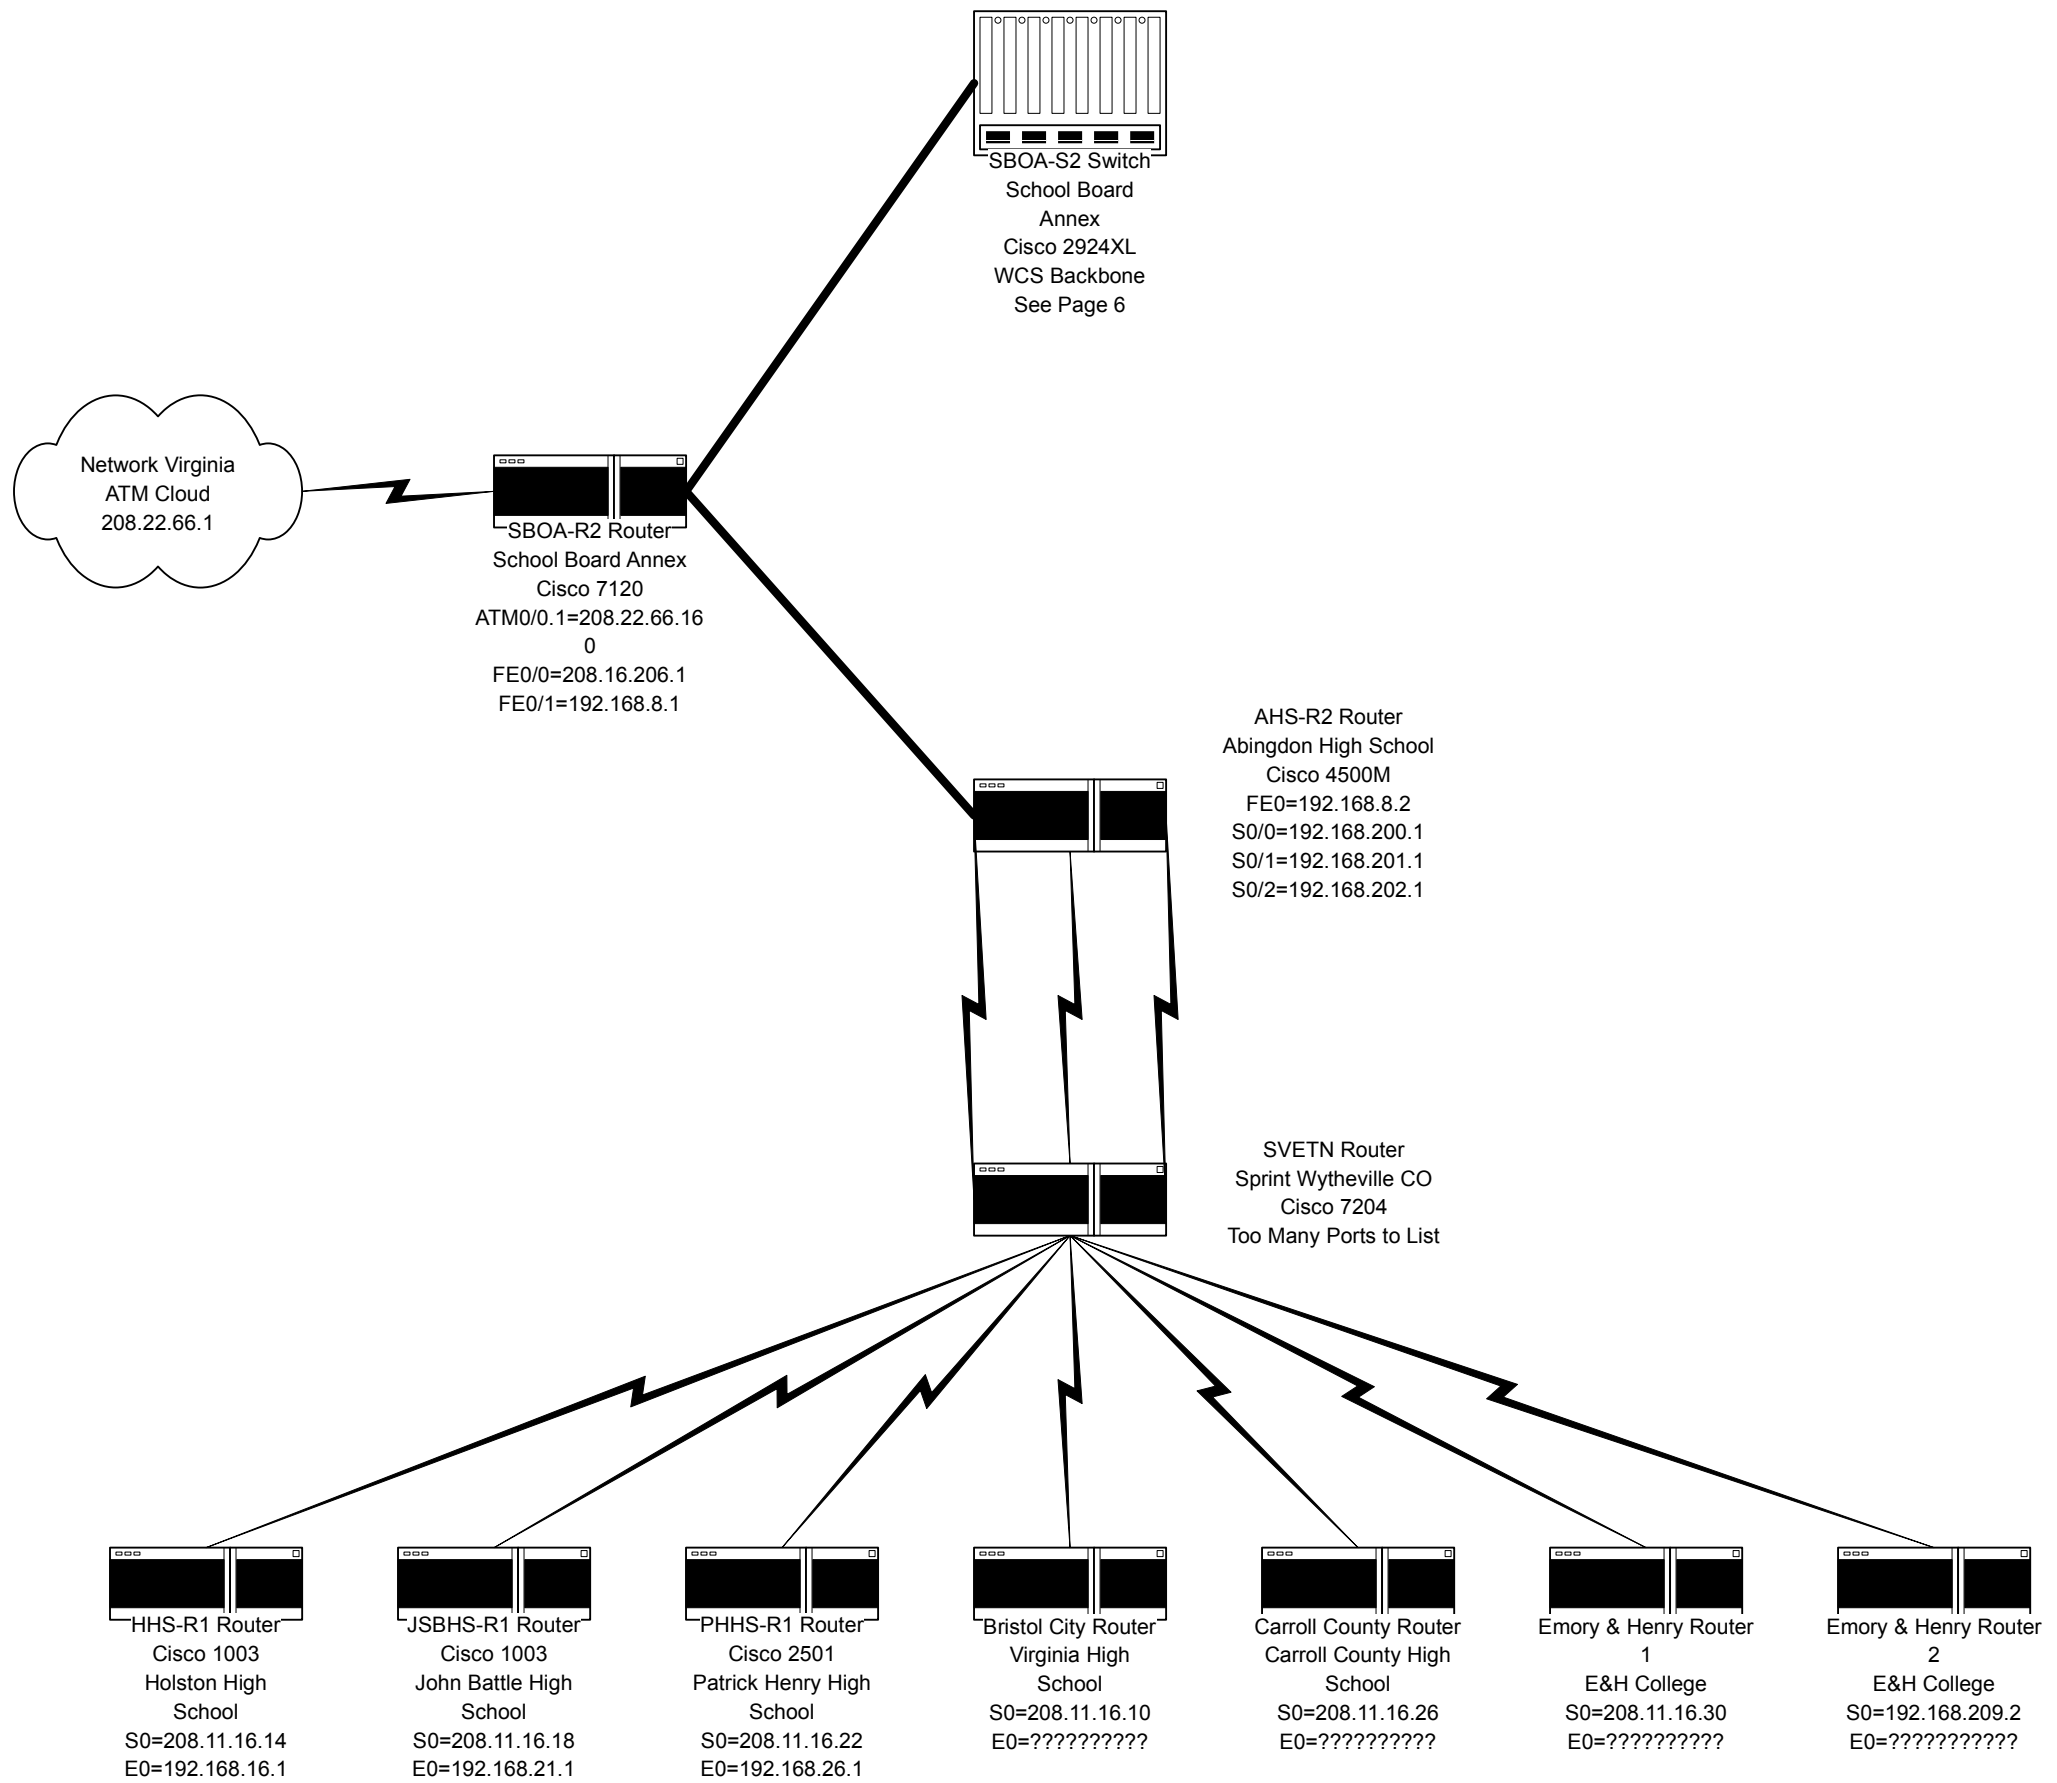 SBOA-S2 Switch
School Board
Annex
Cisco 2924XL
WCS Backbone
See Page 6
Network Virginia
ATM Cloud
208.22.66.1
SBOA-R2 Router
School Board Annex
Cisco 7120
ATM0/0.1=208.22.66.16
0
FE0/0=208.16.206.1
FE0/1=192.168.8.1
AHS-R2 Router
Abingdon High School
Cisco 4500M
FE0=192.168.8.2
S0/0=192.168.200.1
S0/1=192.168.201.1
S0/2=192.168.202.1
SVETN Router
Sprint Wytheville CO
Cisco 7204
Too Many Ports to List
HHS-R1 Router
Cisco 1003
Holston High
School
S0=208.11.16.14
E0=192.168.16.1
JSBHS-R1 Router
Cisco 1003
John Battle High
School
S0=208.11.16.18
E0=192.168.21.1
PHHS-R1 Router
Cisco 2501
Patrick Henry High
School
S0=208.11.16.22
E0=192.168.26.1
Bristol City Router
Virginia High
School
S0=208.11.16.10
E0=??????????
Carroll County Router
Carroll County High
School
S0=208.11.16.26
E0=??????????
Emory & Henry Router
1
E&H College
S0=208.11.16.30
E0=??????????
Emory & Henry Router
2
E&H College
S0=192.168.209.2
E0=???????????